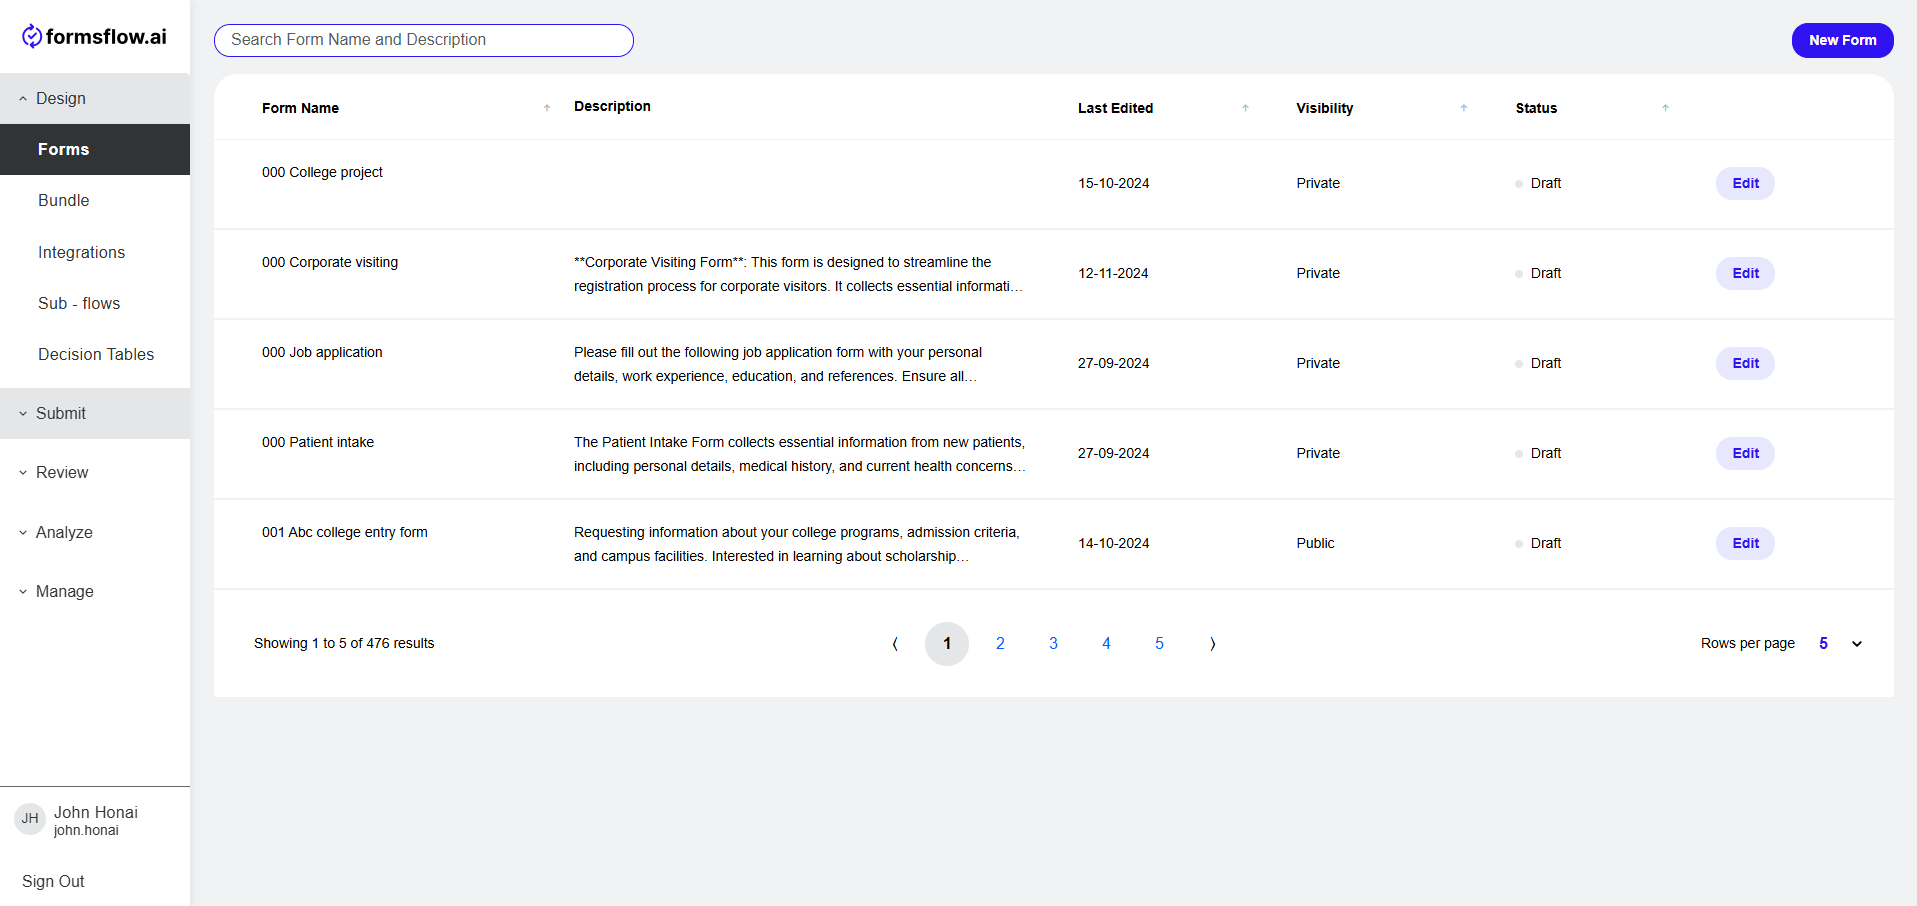 formsflow.ai
Design
Forms
Bundle
Integrations
Sub - flows
Decision Tables
Submit
Review
Analyze
Manage
JH
John Honai
john.honai
Sign Out
Search Form Name and Description
New Form
Form Name Description Last Edited Visibility Status
000 College project 15-10-2024 Private Draft Edit
000 Corporate visiting **Corporate Visiting Form**: This form is designed to streamline the
registration process for corporate visitors. It collects essential informati… 12-11-2024 Private Draft Edit
000 Job application Please fill out the following job application form with your personal
details, work experience, education, and references. Ensure all… 27-09-2024 Private Draft Edit
000 Patient intake The Patient Intake Form collects essential information from new patients,
including personal details, medical history, and current health concerns… 27-09-2024 Private Draft Edit
001 Abc college entry form Requesting information about your college programs, admission criteria,
and campus facilities. Interested in learning about scholarship… 14-10-2024 Public Draft Edit
Showing 1 to 5 of 476 results ⟨ 1 2 3 4 5 ⟩ Rows per page 5